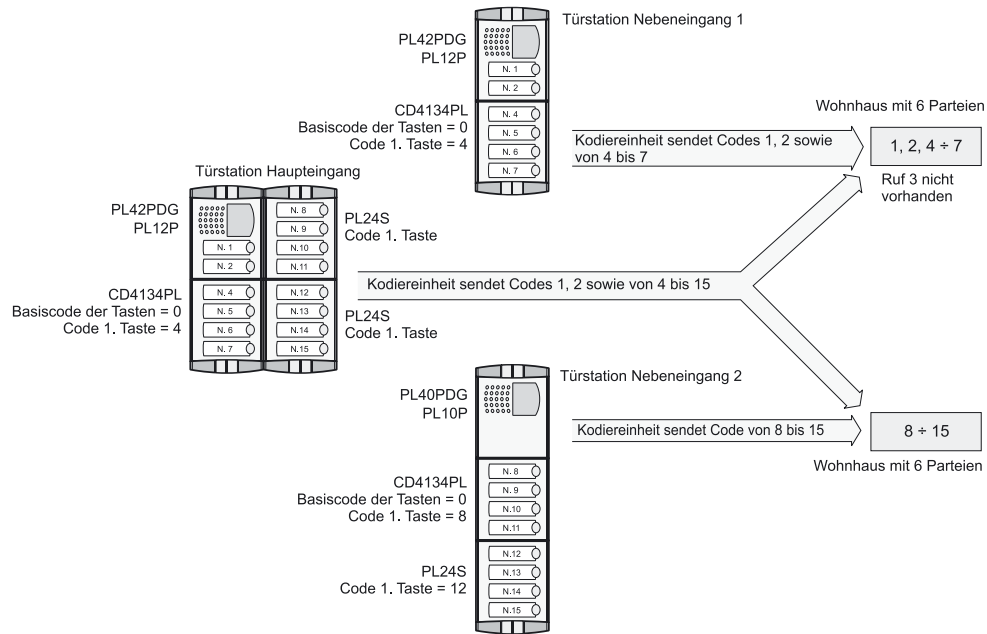 Türstation Nebeneingang 1
PL42PDG
PL12P
N. 1
N. 2
CD4134PL
Basiscode der Tasten = 0
Code 1. Taste = 4
N. 4
N. 5
N. 6
N. 7
Kodiereinheit sendet Codes 1, 2 sowie
von 4 bis 7
Wohnhaus mit 6 Parteien
1, 2, 4 ÷ 7
Ruf 3 nicht
vorhanden
Türstation Haupteingang
PL42PDG
PL12P
N. 1
N. 2
N. 8
N. 9
N.10
N.11
PL24S
Code 1. Taste
CD4134PL
Basiscode der Tasten = 0
Code 1. Taste = 4
N. 4
N. 5
N. 6
N. 7
N.12
N.13
N.14
N.15
PL24S
Code 1. Taste
Kodiereinheit sendet Codes 1, 2 sowie von 4 bis 15
Türstation Nebeneingang 2
PL40PDG
PL10P
Kodiereinheit sendet Code von 8 bis 15
8 ÷ 15
Wohnhaus mit 6 Parteien
CD4134PL
Basiscode der Tasten = 0
Code 1. Taste = 8
N. 8
N. 9
N.10
N.11
PL24S
Code 1. Taste = 12
N.12
N.13
N.14
N.15